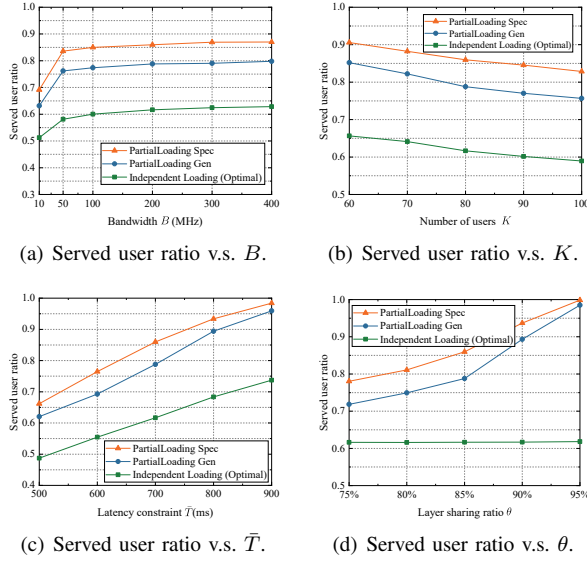 1.0
0.9
0.8
0.7
0.6
0.5
0.4
0.3
Served user ratio
PartialLoading Spec
PartialLoading Gen
Independent Loading (Optimal)
10 50 100 200 300 400
Bandwidth B (MHz)
(a) Served user ratio v.s. B.
1.0
0.9
0.8
0.7
0.6
0.5
Served user ratio
PartialLoading Spec
PartialLoading Gen
Independent Loading (Optimal)
60 70 80 90 100
Number of users K
(b) Served user ratio v.s. K.
1.0
0.9
0.8
0.7
0.6
0.5
0.4
Served user ratio
PartialLoading Spec
PartialLoading Gen
Independent Loading (Optimal)
500 600 700 800 900
Latency constraint T̄ (ms)
(c) Served user ratio v.s. T̄.
1.0
0.9
0.8
0.7
0.6
0.5
Served user ratio
PartialLoading Spec
PartialLoading Gen
Independent Loading (Optimal)
75% 80% 85% 90% 95%
Layer sharing ratio θ
(d) Served user ratio v.s. θ.